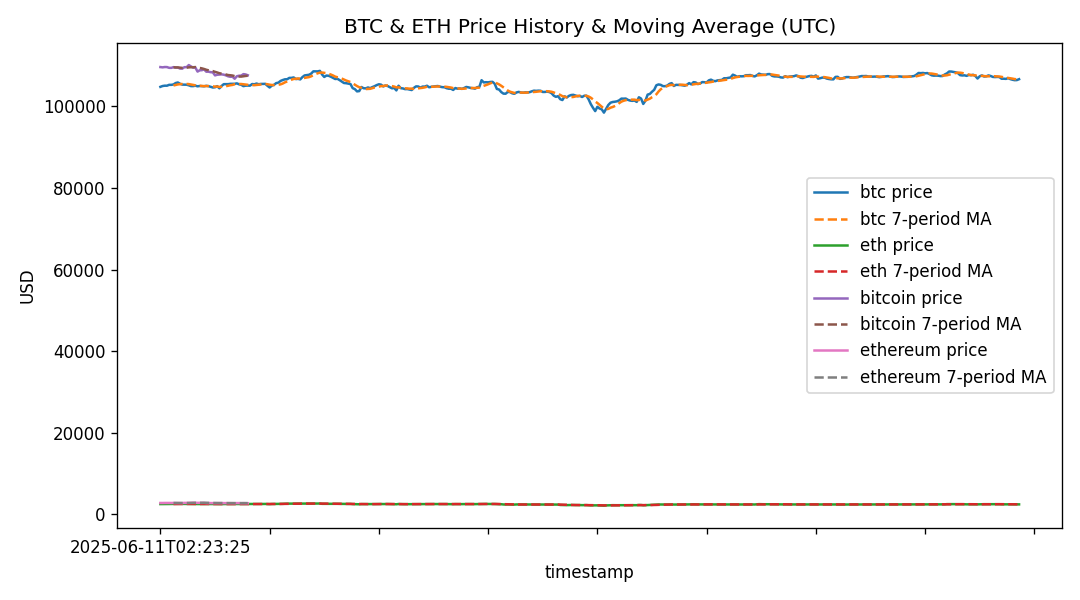 BTC & ETH Price History & Moving Average (UTC)
100000
80000
60000
40000
20000
0
USD
btc price
btc 7-period MA
eth price
eth 7-period MA
bitcoin price
bitcoin 7-period MA
ethereum price
ethereum 7-period MA
2025-06-11T02:23:25
timestamp